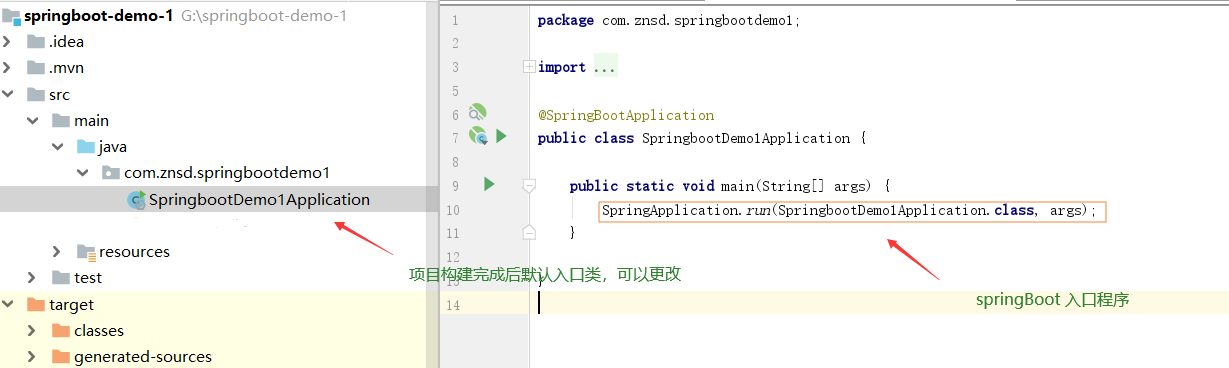 springboot-demo-1 G:\springboot-demo-1
.idea
.mvn
src
main
java
com.znsd.springbootdemo1
SpringbootDemo1Application
resources
test
target
classes
generated-sources
项目构建完成后默认入口类，可以更改
1 package com.znsd.springbootdemo1;
2
3 import ...
5
6 @SpringBootApplication
7 public class SpringbootDemo1Application {
8
9 public static void main(String[] args) {
10 SpringApplication.run(SpringbootDemo1Application.class, args);
11 }
12
13 }
14
springBoot 入口程序